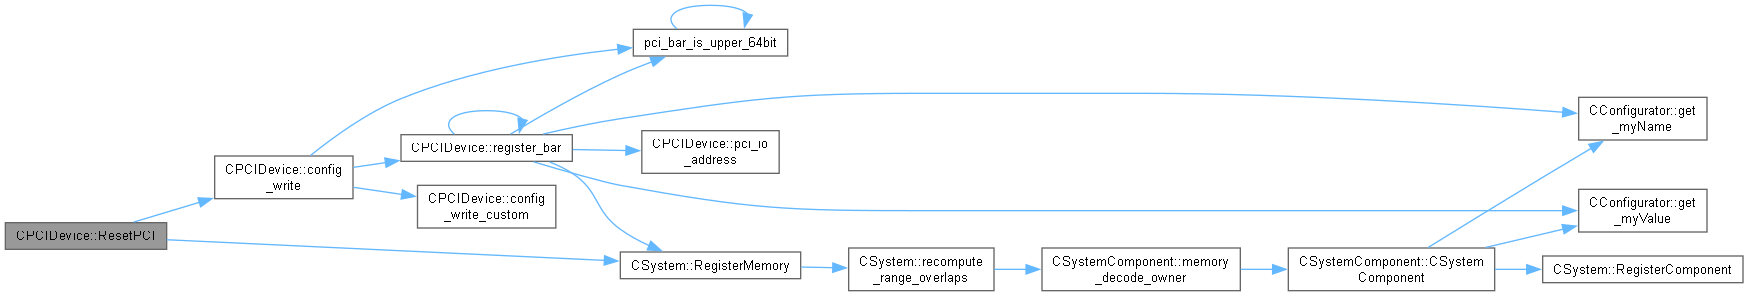 pci_bar_is_upper_64bit
CConfigurator::get
_myName
CPCIDevice::register_bar
CPCIDevice::pci_io
_address
CPCIDevice::config
_write
CPCIDevice::config
_write_custom
CConfigurator::get
_myValue
CPCIDevice::ResetPCI
CSystem::RegisterMemory
CSystem::recompute
_range_overlaps
CSystemComponent::memory
_decode_owner
CSystemComponent::CSystem
Component
CSystem::RegisterComponent